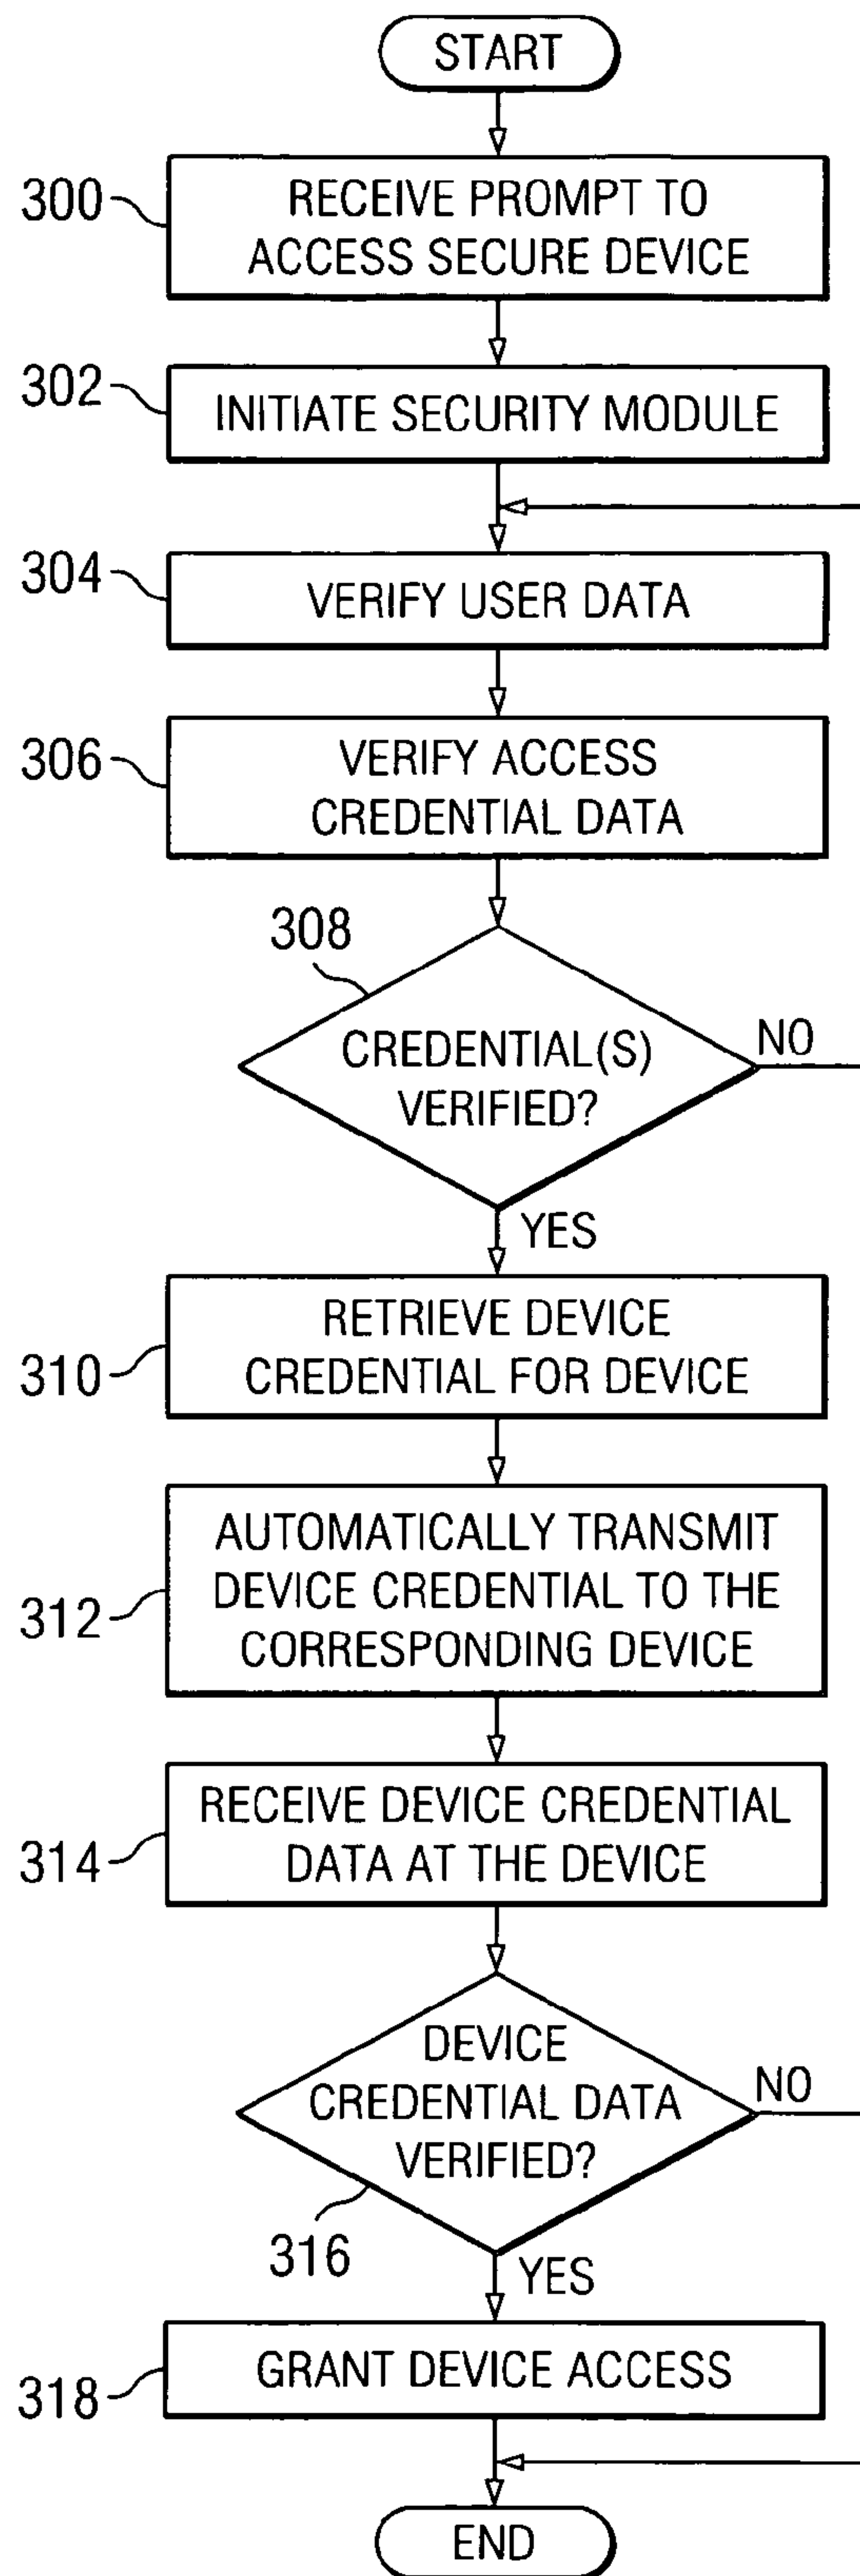 START
300
RECEIVE PROMPT TO
ACCESS SECURE DEVICE
302
INITIATE SECURITY MODULE
304
VERIFY USER DATA
306
VERIFY ACCESS
CREDENTIAL DATA
308
CREDENTIAL(S)
VERIFIED?
NO
YES
310
RETRIEVE DEVICE
CREDENTIAL FOR DEVICE
312
AUTOMATICALLY TRANSMIT
DEVICE CREDENTIAL TO THE
CORRESPONDING DEVICE
314
RECEIVE DEVICE CREDENTIAL
DATA AT THE DEVICE
DEVICE
CREDENTIAL DATA
VERIFIED?
NO
316
YES
318
GRANT DEVICE ACCESS
END